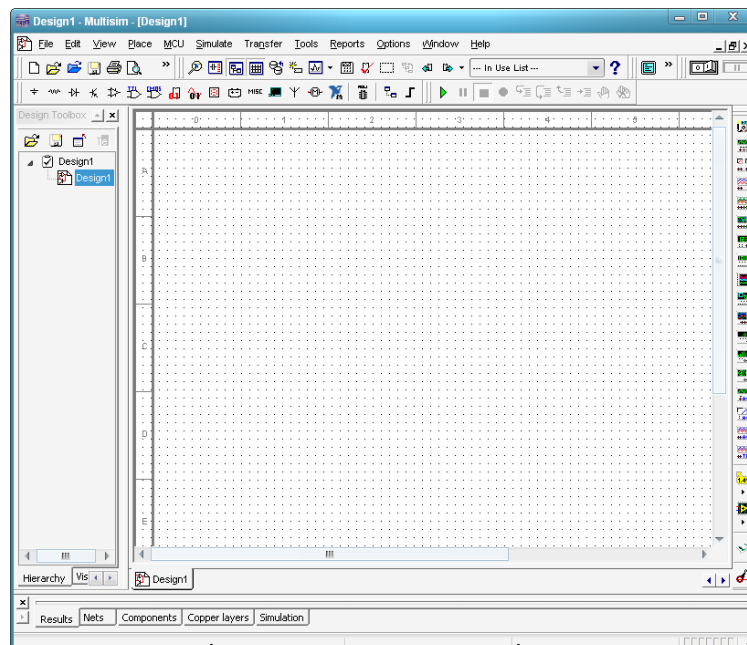 Design1 - Multisim - [Design1]
File Edit View Place MCU Simulate Transfer Tools Reports Options Window Help
--- In Use List ---
MISC
Design Toolbox
0 1 2 3 4 5
Design1
Design1
A
B
C
D
E
Hierarchy Vis
Design1
Results Nets Components Copper layers Simulation